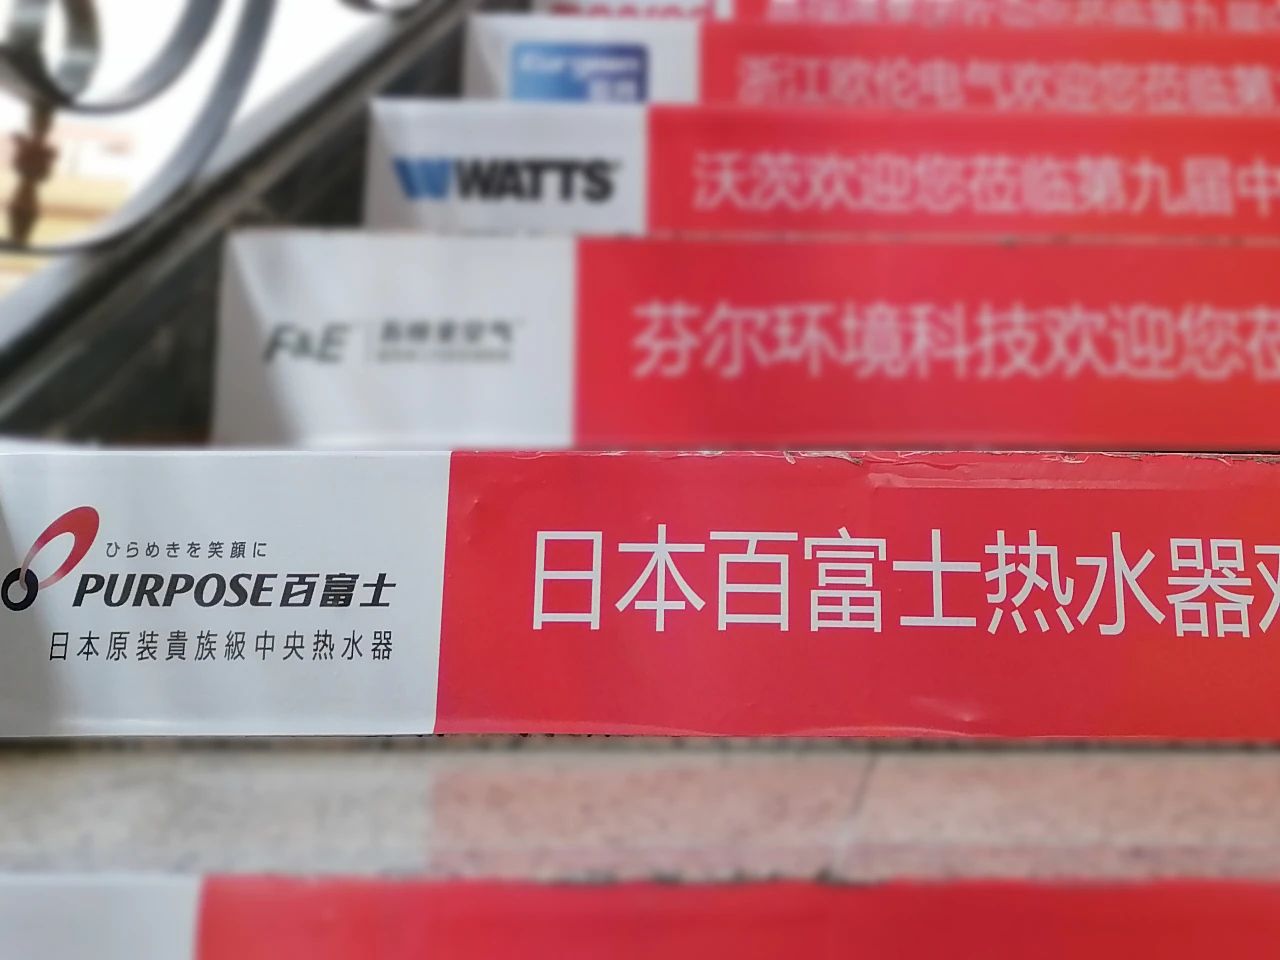 浙江欧伦电气欢迎您莅临第
WATTS
沃茨欢迎您莅临第九届中
F&E
芬尔环境科技欢迎您莅
ひらめきを笑顔に
PURPOSE百富士
日本原装貴族級中央热水器
日本百富士热水器